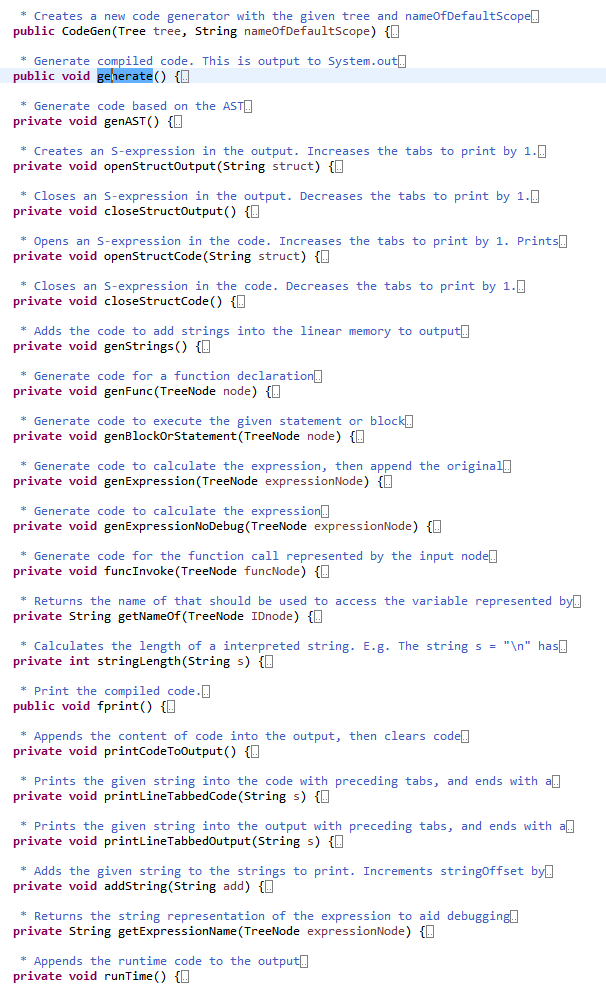 * Creates a new code generator with the given tree and nameOfDefaultScope
public CodeGen(Tree tree, String nameOfDefaultScope) {
* Generate compiled code. This is output to System.out
public void generate() {
* Generate code based on the AST
private void genAST() {
* Creates an S-expression in the output. Increases the tabs to print by 1.
private void openStructOutput(String struct) {
* Closes an S-expression in the output. Decreases the tabs to print by 1.
private void closeStructOutput() {
* Opens an S-expression in the code. Increases the tabs to print by 1. Prints
private void openStructCode(String struct) {
* Closes an S-expression in the code. Decreases the tabs to print by 1.
private void closeStructCode() {
* Adds the code to add strings into the linear memory to output
private void genStrings() {
* Generate code for a function declaration
private void genFunc(TreeNode node) {
* Generate code to execute the given statement or block
private void genBlockOrStatement(TreeNode node) {
* Generate code to calculate the expression, then append the original
private void genExpression(TreeNode expressionNode) {
* Generate code to calculate the expression
private void genExpressionNoDebug(TreeNode expressionNode) {
* Generate code for the function call represented by the input node
private void funcInvoke(TreeNode funcNode) {
* Returns the name of that should be used to access the variable represented by
private String getNameOf(TreeNode IDnode) {
* Calculates the length of a interpreted string. E.g. The string s = "\n" has
private int stringLength(String s) {
* Print the compiled code.
public void fprint() {
* Appends the content of code into the output, then clears code
private void printCodeToOutput() {
* Prints the given string into the code with preceding tabs, and ends with a
private void printLineTabbedCode(String s) {
* Prints the given string into the output with preceding tabs, and ends with a
private void printLineTabbedOutput(String s) {
* Adds the given string to the strings to print. Increments stringOffset by
private void addString(String add) {
* Returns the string representation of the expression to aid debugging
private String getExpressionName(TreeNode expressionNode) {
* Appends the runtime code to the output
private void runTime() {